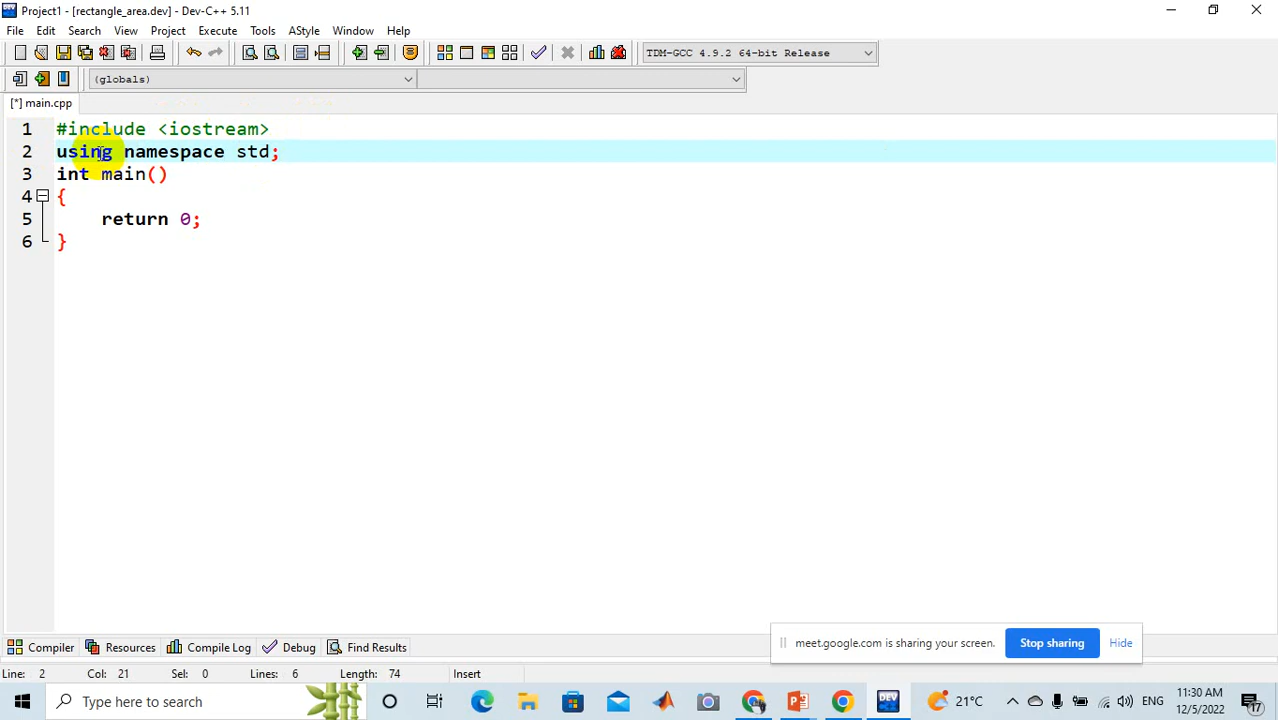 Project1 - [rectangle_area.dev] - Dev-C++ 5.11
File Edit Search View Project Execute Tools AStyle Window Help
TDM-GCC 4.9.2 64-bit Release
(globals)
[*] main.cpp
1 #include <iostream>
2 using namespace std;
3 int main()
4 {
5 return 0;
6 }
meet.google.com is sharing your screen. Stop sharing Hide
Compiler Resources Compile Log Debug Find Results
Line: 2 Col: 21 Sel: 0 Lines: 6 Length: 74 Insert
Type here to search DEV 21°C ENG 11:30 AM
12/5/2022 17